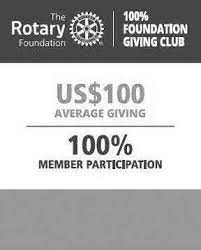 The
Rotary
Foundation
100%
FOUNDATION
GIVING CLUB
US$100
AVERAGE GIVING
100%
MEMBER PARTICIPATION